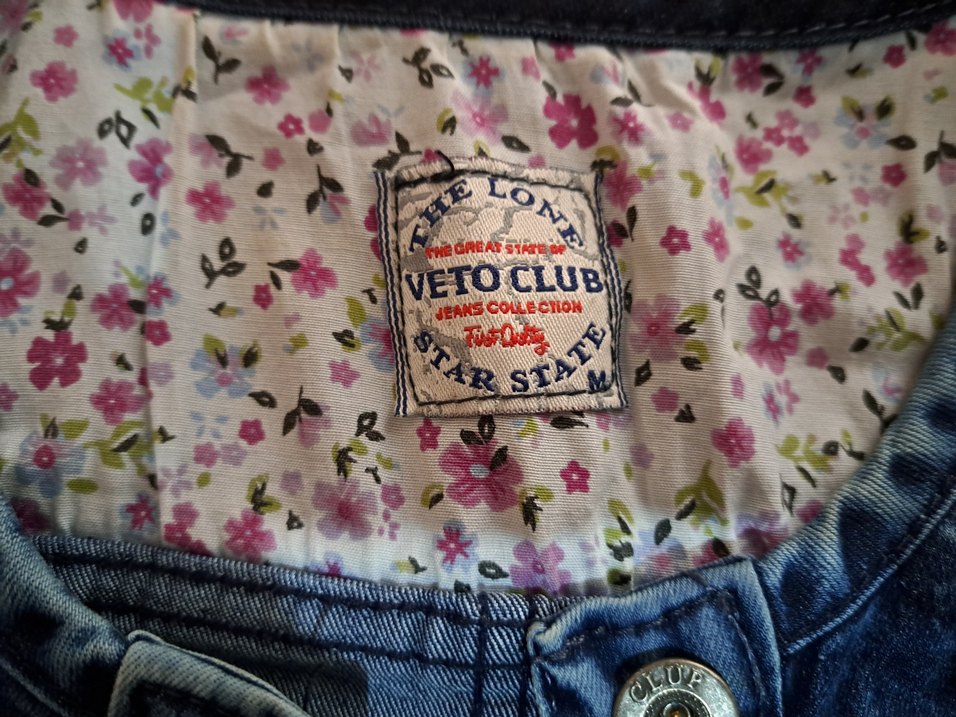 THE LONE
THE GREAT STATE OF
VETO CLUB
JEANS COLLECTION
STAR STATE
M
CLUP